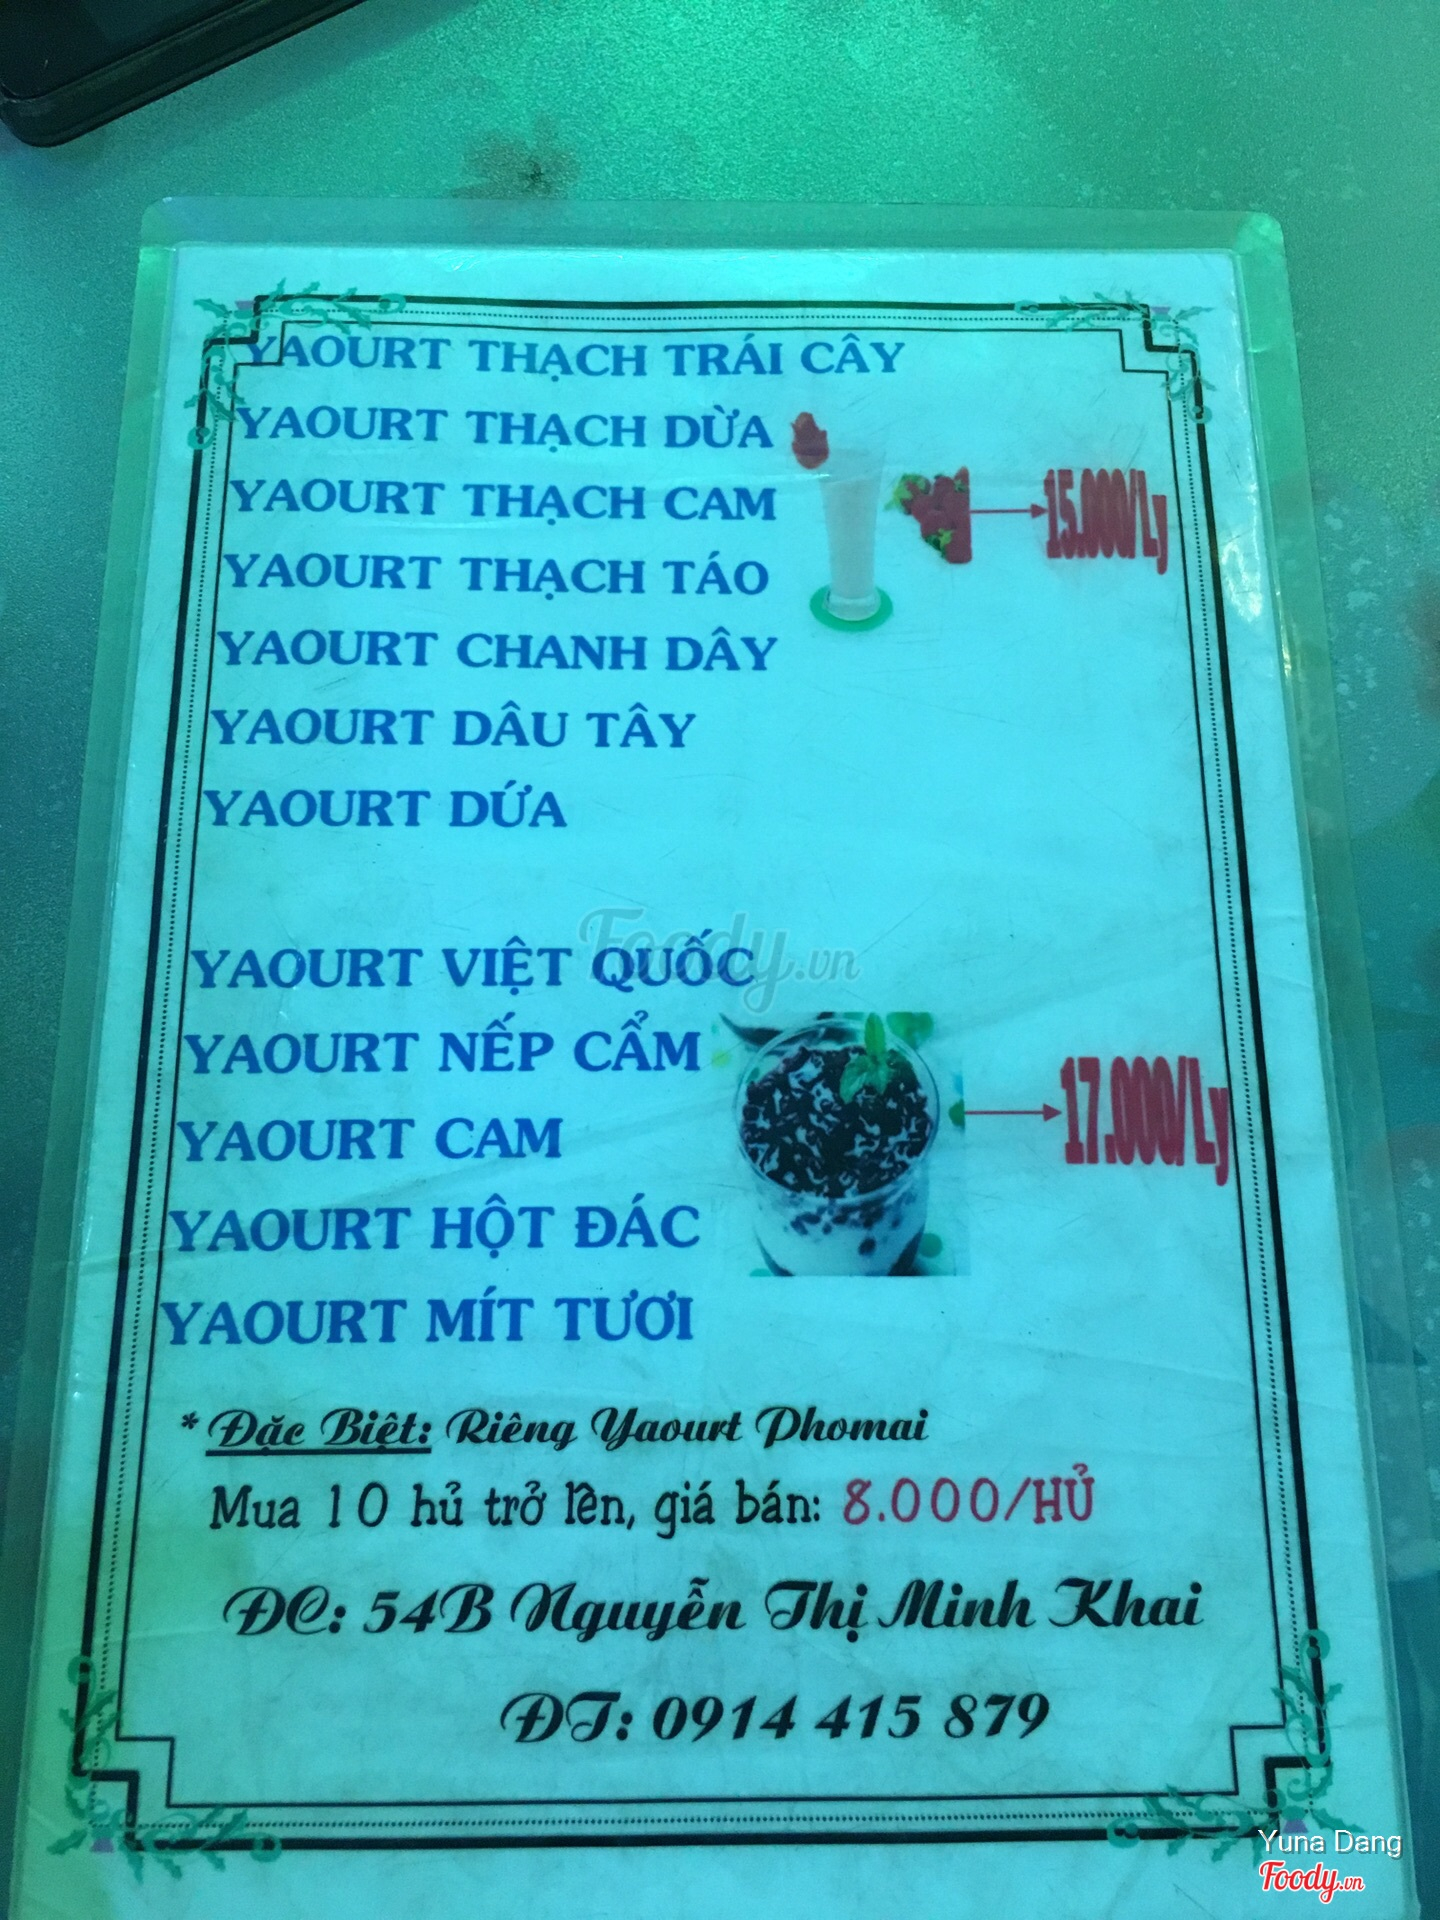 YAOURT THẠCH TRÁI CÂY
YAOURT THẠCH DỪA
YAOURT THẠCH CAM
15.000/Ly
YAOURT THẠCH TÁO
YAOURT CHANH DÂY
YAOURT DÂU TÂY
YAOURT DỨA
Foody.vn
YAOURT VIỆT QUỐC
YAOURT NẾP CẨM
17.000/Ly
YAOURT CAM
YAOURT HỘT ĐÁC
YAOURT MÍT TƯƠI
* Đặc Biệt: Riêng Yaourt Phomai
Mua 10 hủ trở lên, giá bán: 8.000/HỦ
ĐC: 54B Nguyễn Thị Minh Khai
ĐT: 0914 415 879
Yuna Dang
Foody.vn